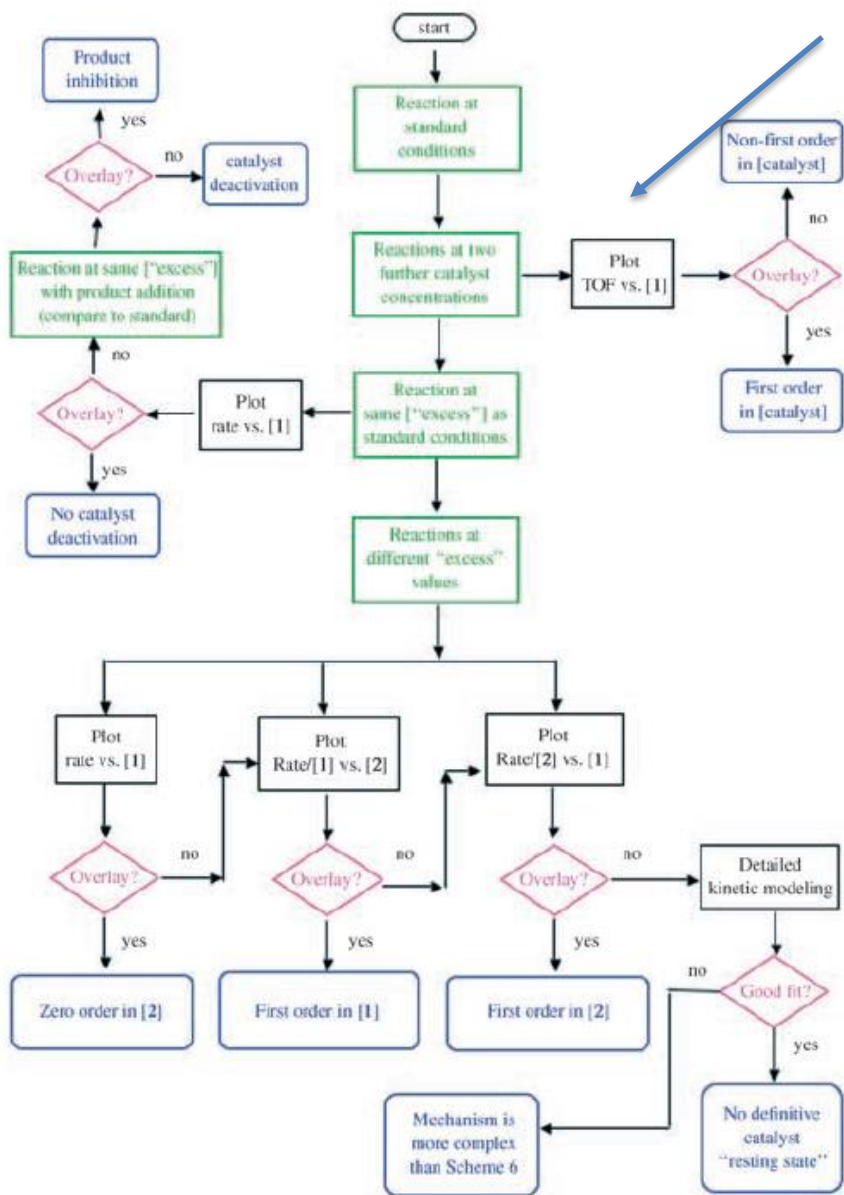 start
Reaction at
standard
conditions
Reactions at two
further catalyst
concentrations
Plot
TOF vs. [1]
Overlay?
no
Non-first order
in [catalyst]
yes
First order
in [catalyst]
Reaction at
same ["excess"] as
standard conditions
Plot
rate vs. [1]
Overlay?
yes
No catalyst
deactivation
no
Reaction at same ["excess"]
with product addition
(compare to standard)
Overlay?
no
catalyst
deactivation
yes
Product
inhibition
Reactions at
different “excess”
values
Plot
rate vs. [1]
Overlay?
no
yes
Zero order in [2]
Plot
Rate/[1] vs. [2]
Overlay?
no
yes
First order in [1]
Plot
Rate/[2] vs. [1]
Overlay?
no
yes
First order in [2]
Detailed
kinetic modeling
Good fit?
no
Mechanism is
more complex
than Scheme 6
yes
No definitive
catalyst
“resting state”